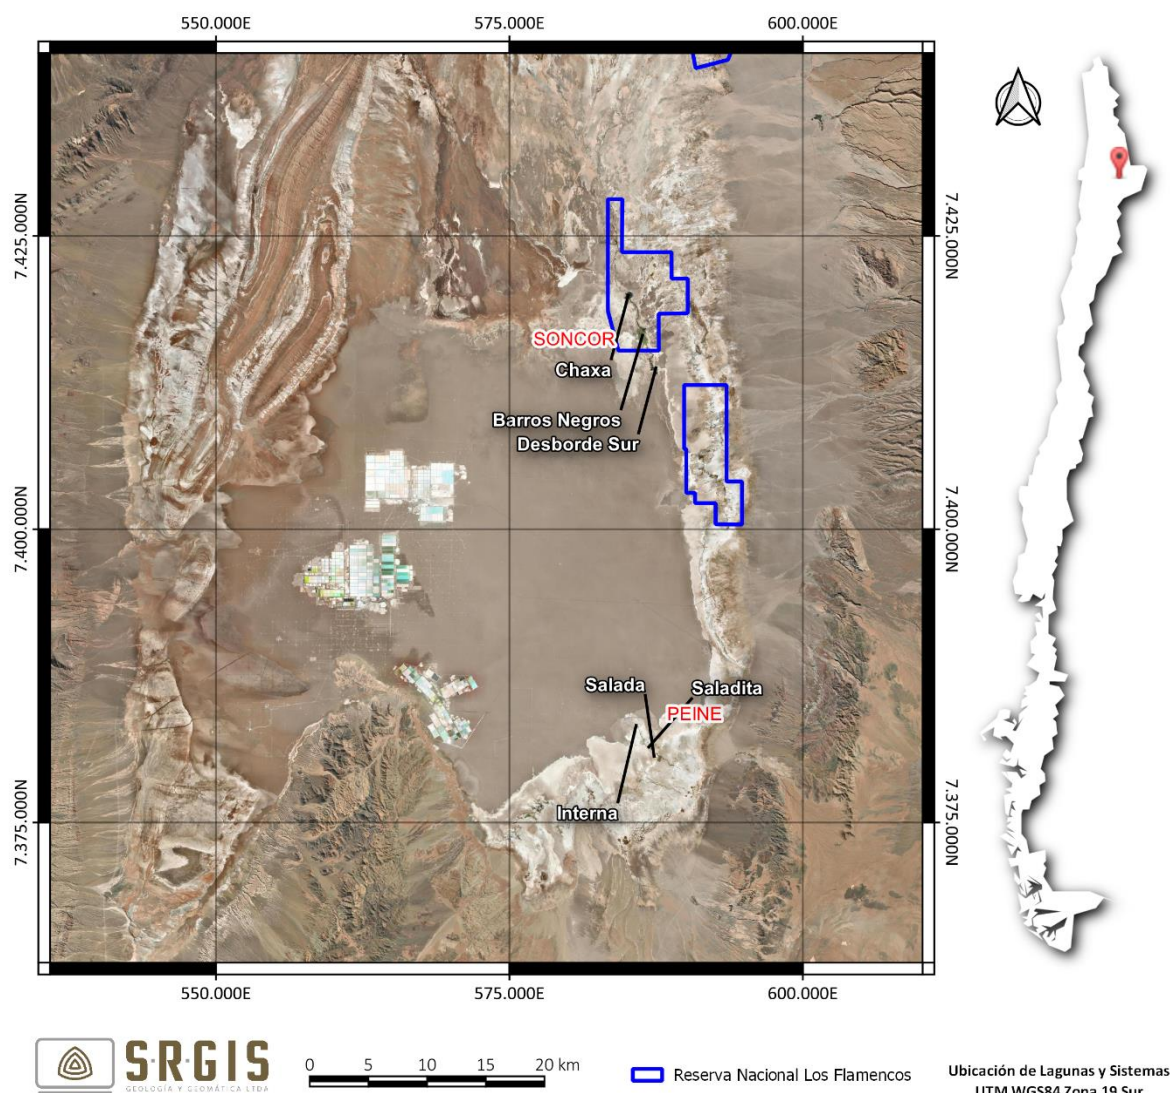 550.000E 575.000E 600.000E
7.425.000N 7.425.000N
SONCOR
Chaxa
Barros Negros
Desborde Sur
7.400.000N 7.400.000N
Salada Saladita
PEINE
Interna
7.375.000N 7.375.000N
550.000E 575.000E 600.000E
S·R·GIS
GEOLOGÍA Y GEOMÁTICA LTDA
0 5 10 15 20 km
Reserva Nacional Los Flamencos
Ubicación de Lagunas y Sistemas
UTM WGS84 Zona 19 Sur